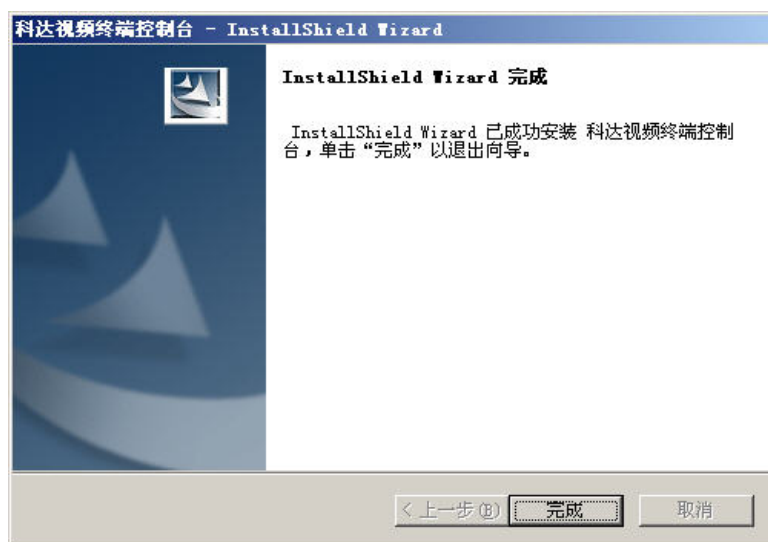 科达视频终端控制台 - InstallShield Wizard
InstallShield Wizard 完成
InstallShield Wizard 已成功安装 科达视频终端控制
台，单击“完成”以退出向导。
< 上一步(B)
完成
取消